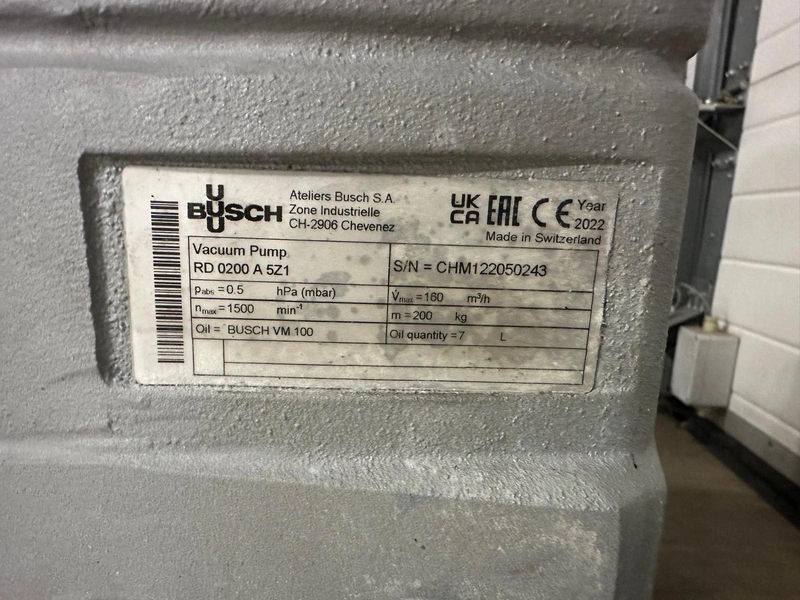 BUSCH
Ateliers Busch S.A.
Zone Industrielle
CH-2906 Chevenez
UK
CA
EAC
CE
Year
2022
Made in Switzerland
Vacuum Pump
RD 0200 A 5Z1
S/N = CHM122050243
pabs = 0.5 hPa (mbar)
V̇max = 160 m³/h
nmax = 1500 min⁻¹
m = 200 kg
Oil = BUSCH VM 100
Oil quantity = 7 L